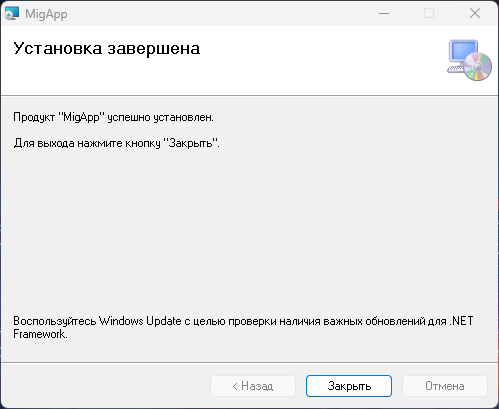 MigApp
Установка завершена
Продукт "MigApp" успешно установлен.
Для выхода нажмите кнопку "Закрыть".
Воспользуйтесь Windows Update с целью проверки наличия важных обновлений для .NET
Framework.
< Назад
Закрыть
Отмена